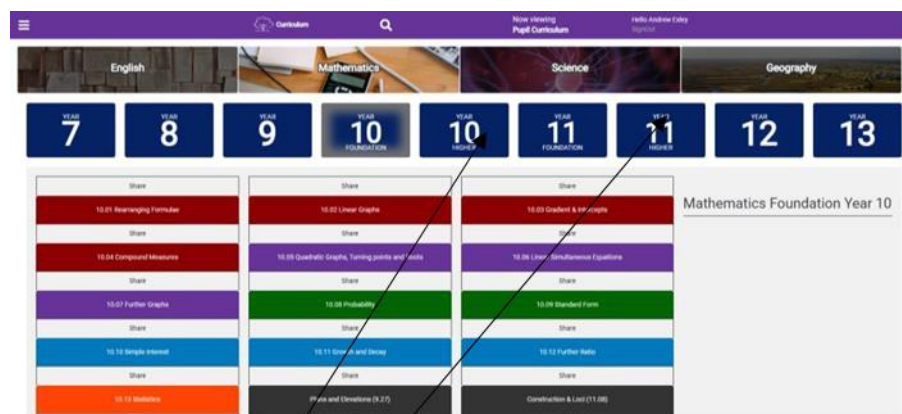 Curriculum
Now viewing
Pupil Curriculum
Hello Andrew Exley
Signout
English
Mathematics
Science
Geography
YEAR
7
YEAR
8
YEAR
9
YEAR
10
FOUNDATION
YEAR
10
HIGHER
YEAR
11
FOUNDATION
YEAR
11
HIGHER
YEAR
12
YEAR
13
Share
Share
Share
10.01 Rearranging Formulae
10.02 Linear Graphs
10.03 Gradient & Intercepts
Mathematics Foundation Year 10
Share
Share
Share
10.04 Compound Measures
10.05 Quadratic Graphs, Turning points and Roots
10.06 Linear Simultaneous Equations
Share
Share
Share
10.07 Further Graphs
10.08 Probability
10.09 Standard Form
Share
Share
Share
10.10 Simple Interest
10.11 Growth and Decay
10.12 Further Ratio
Share
Share
Share
10.13 Statistics
Plans and Elevations (9.27)
Construction & Loci (11.08)